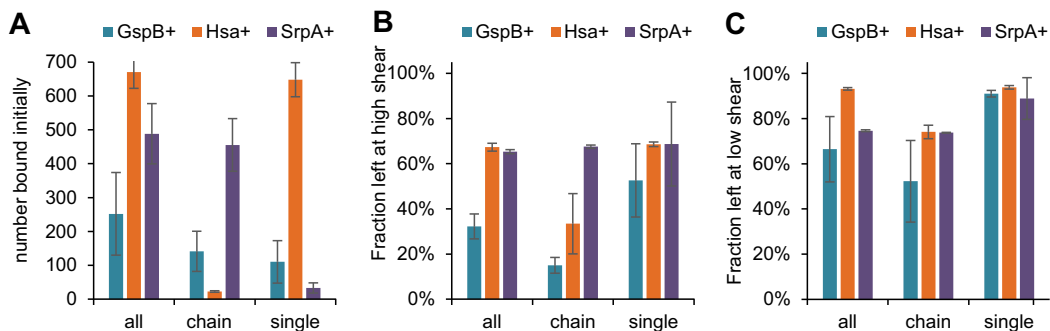 A
GspB+ Hsa+ SrpA+
number bound initially
700
600
500
400
300
200
100
0
all chain single
B
GspB+ Hsa+ SrpA+
Fraction left at high shear
100%
80%
60%
40%
20%
0%
all chain single
C
GspB+ Hsa+ SrpA+
Fraction left at low shear
100%
80%
60%
40%
20%
0%
all chain single